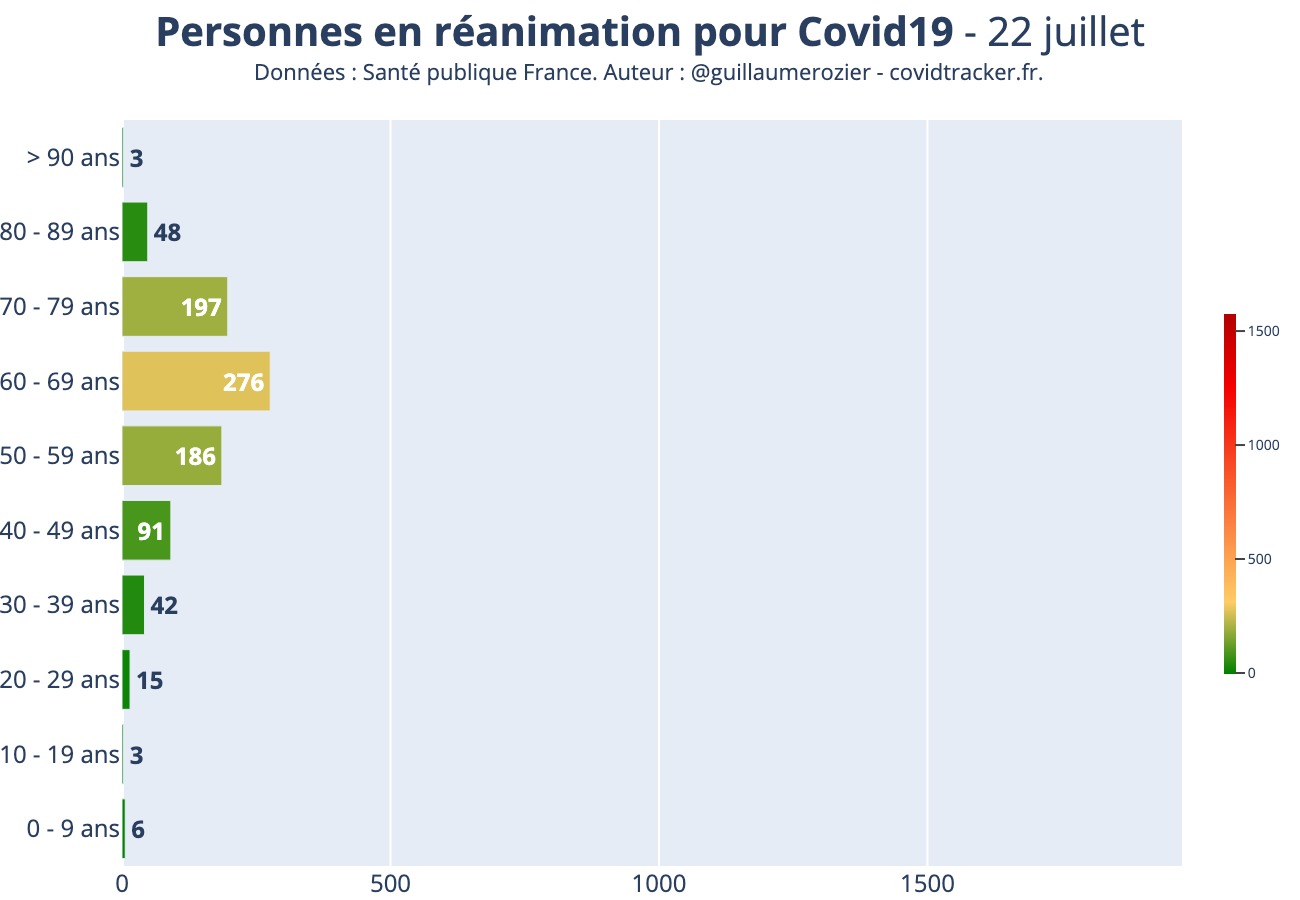 Personnes en réanimation pour Covid19 - 22 juillet
Données : Santé publique France. Auteur : @guillaumerozier - covidtracker.fr.
> 90 ans 3
80 - 89 ans 48
70 - 79 ans 197
60 - 69 ans 276
50 - 59 ans 186
40 - 49 ans 91
30 - 39 ans 42
20 - 29 ans 15
10 - 19 ans 3
0 - 9 ans 6
0 500 1000 1500
1500
1000
500
0